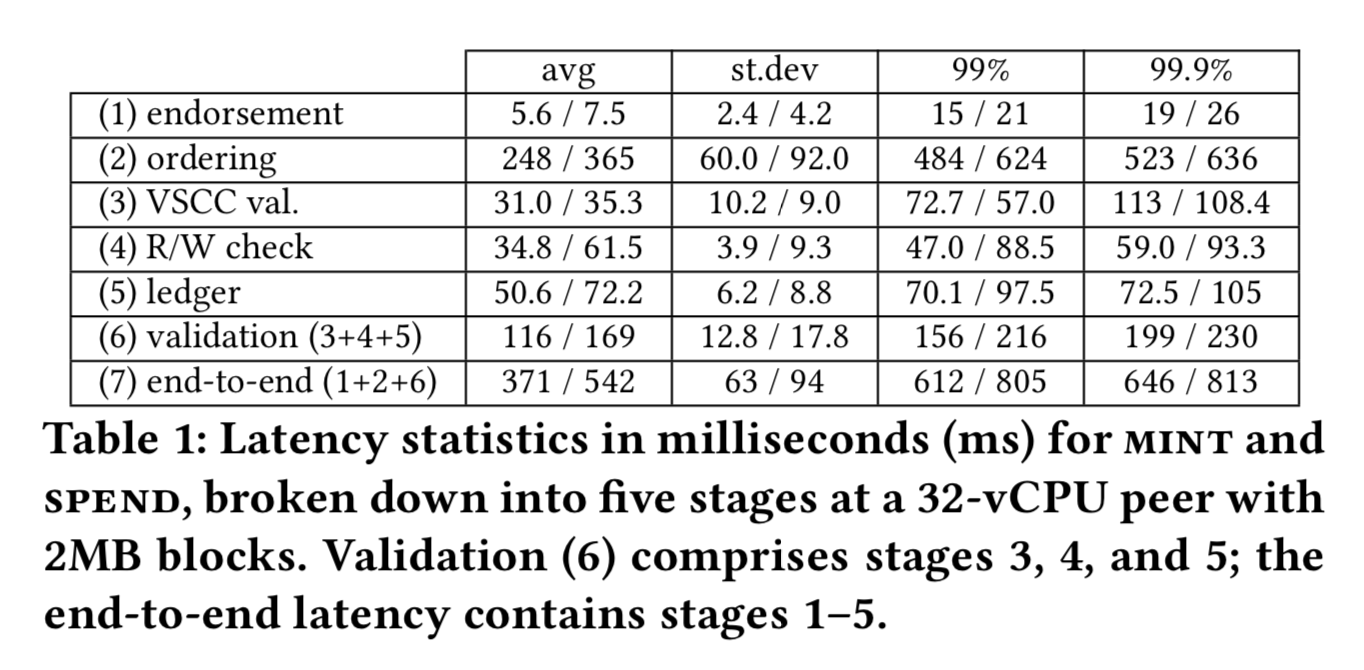 avg st.dev 99% 99.9%
(1) endorsement 5.6 / 7.5 2.4 / 4.2 15 / 21 19 / 26
(2) ordering 248 / 365 60.0 / 92.0 484 / 624 523 / 636
(3) VSCC val. 31.0 / 35.3 10.2 / 9.0 72.7 / 57.0 113 / 108.4
(4) R/W check 34.8 / 61.5 3.9 / 9.3 47.0 / 88.5 59.0 / 93.3
(5) ledger 50.6 / 72.2 6.2 / 8.8 70.1 / 97.5 72.5 / 105
(6) validation (3+4+5) 116 / 169 12.8 / 17.8 156 / 216 199 / 230
(7) end-to-end (1+2+6) 371 / 542 63 / 94 612 / 805 646 / 813
Table 1: Latency statistics in milliseconds (ms) for MINT and
SPEND, broken down into five stages at a 32-vCPU peer with
2MB blocks. Validation (6) comprises stages 3, 4, and 5; the
end-to-end latency contains stages 1–5.